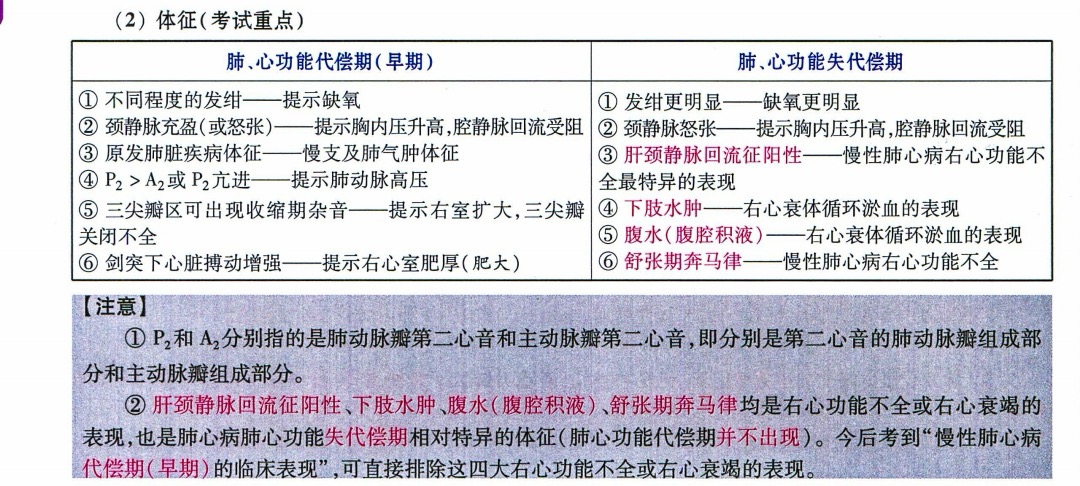 (2) 体征(考试重点)
肺、心功能代偿期(早期)
① 不同程度的发绀——提示缺氧
② 颈静脉充盈(或怒张)——提示胸内压升高,腔静脉回流受阻
③ 原发肺脏疾病体征——慢支及肺气肿体征
④ P₂ > A₂或 P₂亢进——提示肺动脉高压
⑤ 三尖瓣区可出现收缩期杂音——提示右室扩大,三尖瓣
关闭不全
⑥ 剑突下心脏搏动增强——提示右心室肥厚(肥大)
肺、心功能失代偿期
① 发绀更明显——缺氧更明显
② 颈静脉怒张——提示胸内压升高,腔静脉回流受阻
③ 肝颈静脉回流征阳性——慢性肺心病右心功能不
全最特异的表现
④ 下肢水肿——右心衰体循环淤血的表现
⑤ 腹水(腹腔积液)——右心衰体循环淤血的表现
⑥ 舒张期奔马律——慢性肺心病右心功能不全
【注意】
① P₂和 A₂分别指的是肺动脉瓣第二心音和主动脉瓣第二心音,即分别是第二心音的肺动脉瓣组成部
分和主动脉瓣组成部分。
② 肝颈静脉回流征阳性、下肢水肿、腹水(腹腔积液)、舒张期奔马律均是右心功能不全或右心衰竭的
表现,也是肺心病肺心功能失代偿期相对特异的体征(肺心功能代偿期并不出现)。今后考到“慢性肺心病
代偿期(早期)的临床表现”,可直接排除这四大右心功能不全或右心衰竭的表现。